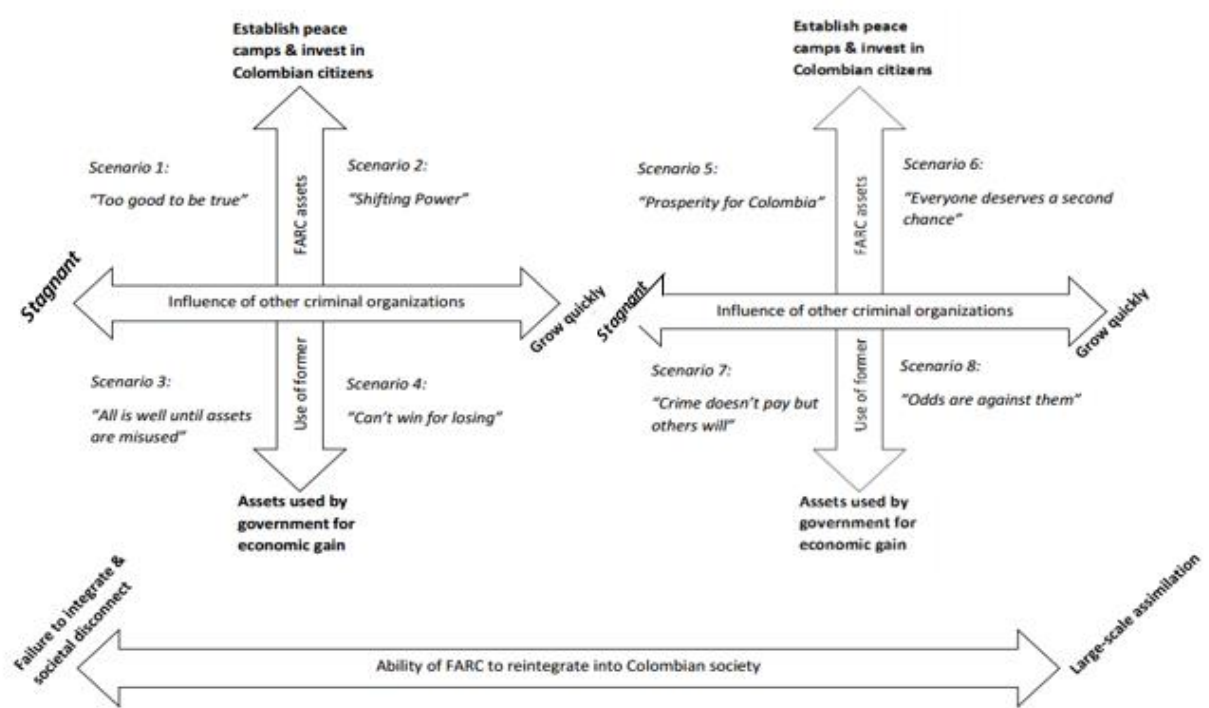 Establish peace
camps & invest in
Colombian citizens
Scenario 1:
"Too good to be true"
Scenario 2:
"Shifting Power"
FARC assets
Stagnant
Influence of other criminal organizations
Grow quickly
Use of former
Scenario 3:
"All is well until assets
are misused"
Scenario 4:
"Can't win for losing"
Assets used by
government for
economic gain
Establish peace
camps & invest in
Colombian citizens
Scenario 5:
"Prosperity for Colombia"
Scenario 6:
"Everyone deserves a second
chance"
FARC assets
Stagnant
Influence of other criminal organizations
Grow quickly
Use of former
Scenario 7:
"Crime doesn't pay but
others will"
Scenario 8:
"Odds are against them"
Assets used by
government for
economic gain
Failure to integrate &
societal disconnect
Ability of FARC to reintegrate into Colombian society
Large-scale assimilation